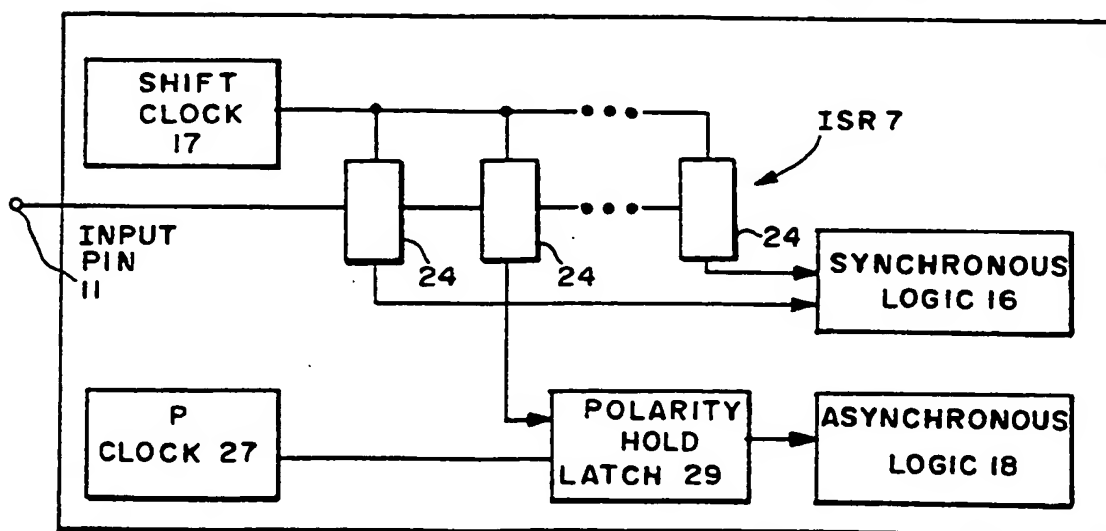 SHIFT
CLOCK
17
ISR 7
INPUT
PIN
11
24
24
24
SYNCHRONOUS
LOGIC 16
P
CLOCK 27
POLARITY
HOLD
LATCH 29
ASYNCHRONOUS
LOGIC 18